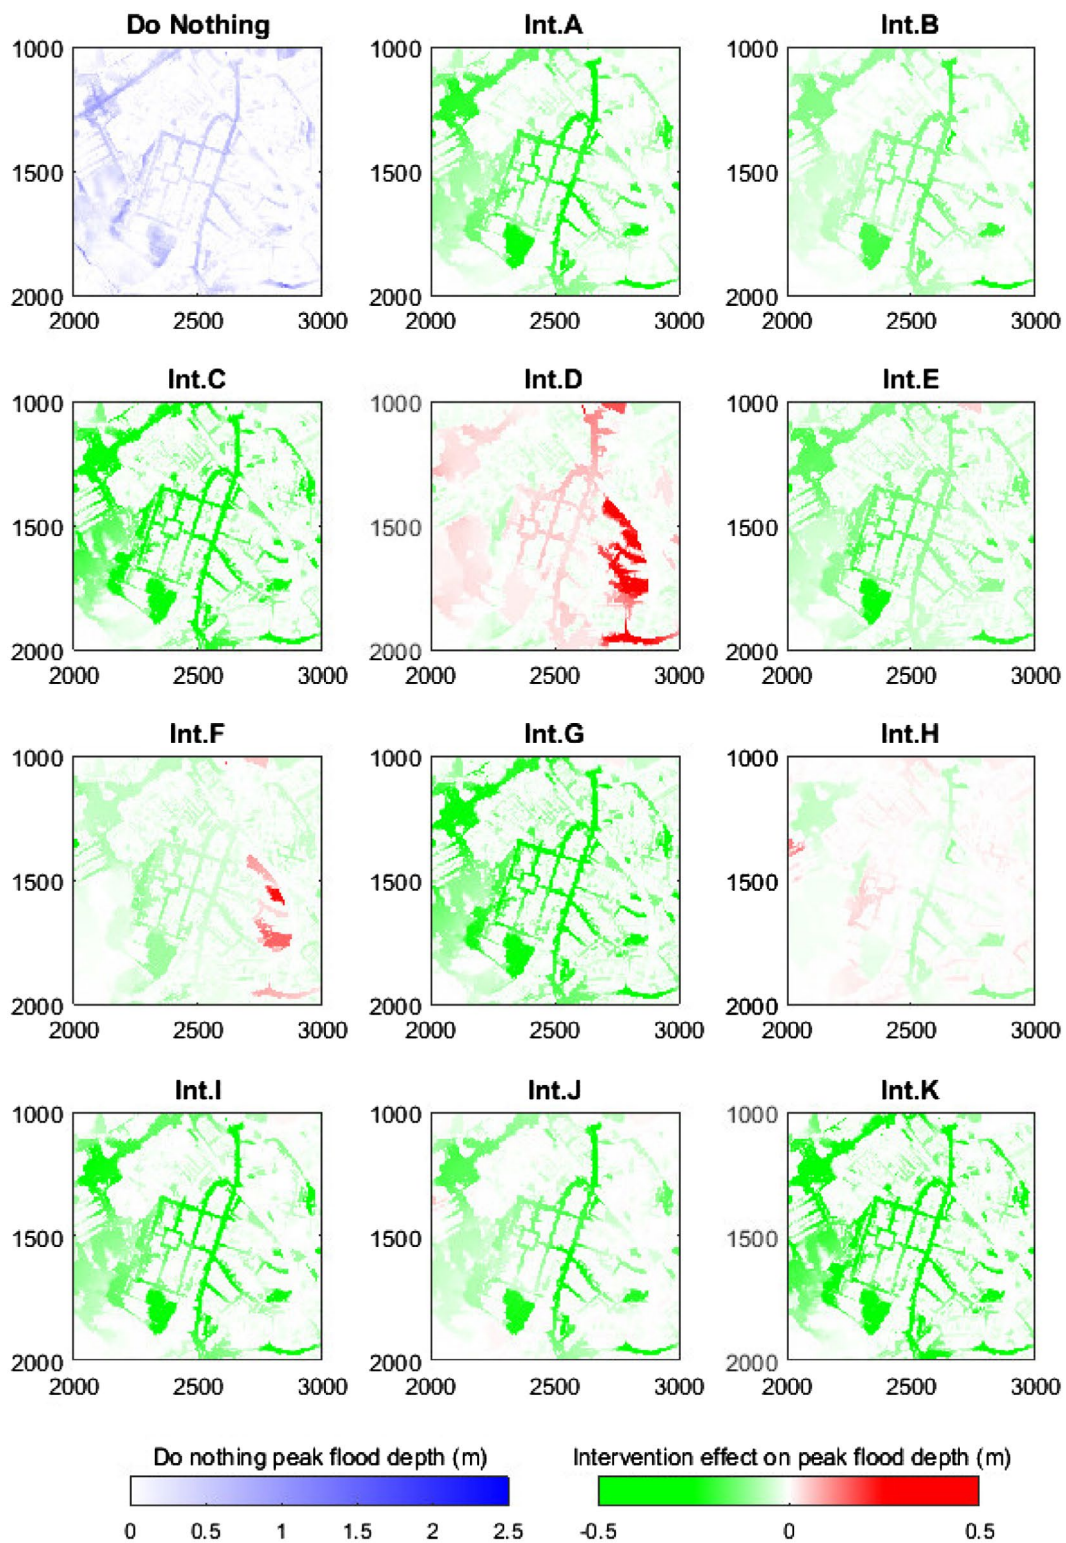 Do Nothing Int.A Int.B
1000 1000 1000
1500 1500 1500
2000 2000 2000
2000 2500 3000 2000 2500 3000 2000 2500 3000
Int.C Int.D Int.E
1000 1000 1000
1500 1500 1500
2000 2000 2000
2000 2500 3000 2000 2500 3000 2000 2500 3000
Int.F Int.G Int.H
1000 1000 1000
1500 1500 1500
2000 2000 2000
2000 2500 3000 2000 2500 3000 2000 2500 3000
Int.I Int.J Int.K
1000 1000 1000
1500 1500 1500
2000 2000 2000
2000 2500 3000 2000 2500 3000 2000 2500 3000
Do nothing peak flood depth (m) Intervention effect on peak flood depth (m)
0 0.5 1 1.5 2 2.5 -0.5 0 0.5